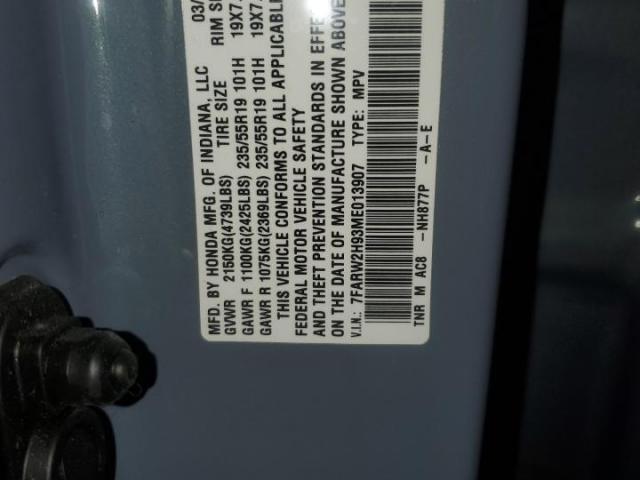 MFD. BY HONDA MFG. OF INDIANA, LLC 03/
TIRE SIZE RIM SI
GVWR 2150KG(4739LBS)
GAWR F 1100KG(2425LBS) 235/55R19 101H 19X7.
GAWR R 1075KG(2369LBS) 235/55R19 101H 19X7.
THIS VEHICLE CONFORMS TO ALL APPLICABLE
FEDERAL MOTOR VEHICLE SAFETY
AND THEFT PREVENTION STANDARDS IN EFFE
ON THE DATE OF MANUFACTURE SHOWN ABOVE
V.I.N.: 7FARW2H93ME013907 TYPE: MPV
TNR M AC8 -NH877P -A-E